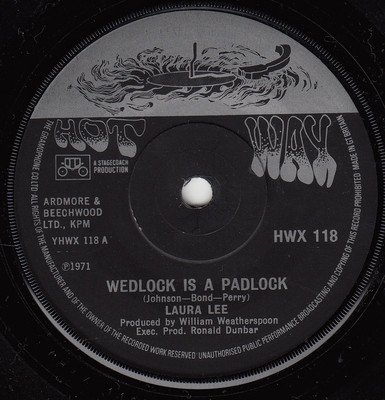 HOT WAX
A STAGECOACH
PRODUCTION
ARDMORE &
BEECHWOOD
LTD., KPM
YHWX 118 A
HWX 118
℗1971
WEDLOCK IS A PADLOCK
(Johnson—Bond—Perry)
LAURA LEE
Produced by William Weatherspoon
Exec. Prod. Ronald Dunbar
THE GRAMOPHONE CO. LTD. ALL RIGHTS OF THE MANUFACTURER AND OF THE OWNER OF THE RECORDED WORK RESERVED UNAUTHORISED PUBLIC PERFORMANCE BROADCASTING AND COPYING OF THIS RECORD PROHIBITED MADE IN GT BRITAIN